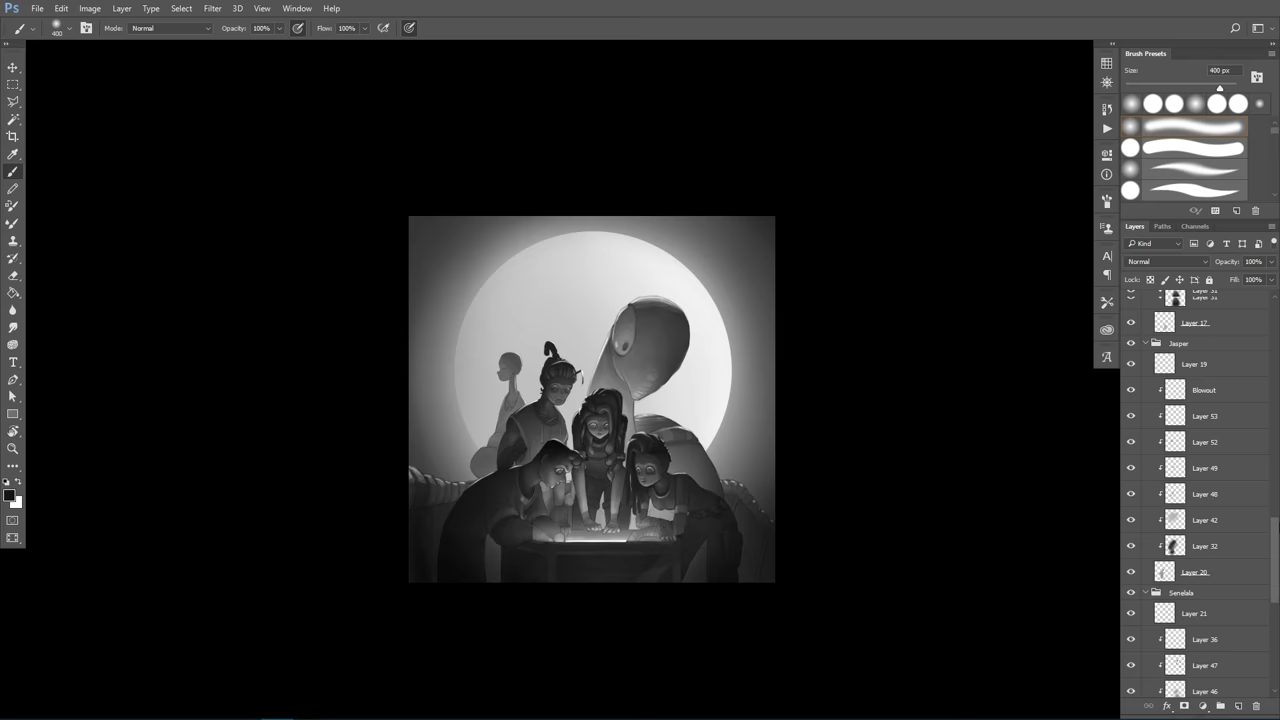 Ps File Edit Image Layer Type Select Filter 3D View Window Help
400 Mode: Normal Opacity: 100% Flow: 100%
Brush Presets
Size: 400 px
Layers Paths Channels
Kind
Normal Opacity: 100%
Lock: Fill: 100%
Layer 31
Layer 17
Jasper
Layer 19
Blowout
Layer 53
Layer 52
Layer 49
Layer 48
Layer 42
Layer 32
Layer 20
Senelala
Layer 21
Layer 36
Layer 47
Layer 46